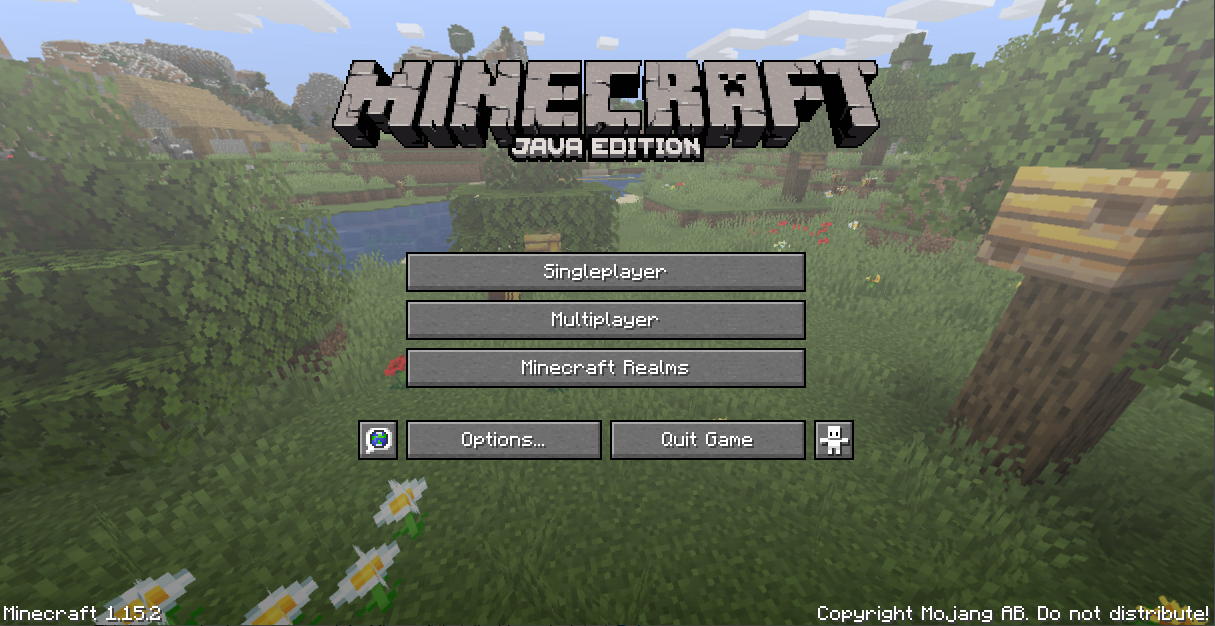 MINECRAFT
JAVA EDITION
Singleplayer
Multiplayer
Minecraft Realms
Options...
Quit Game
Minecraft 1.15.2
Copyright Mojang AB. Do not distribute!